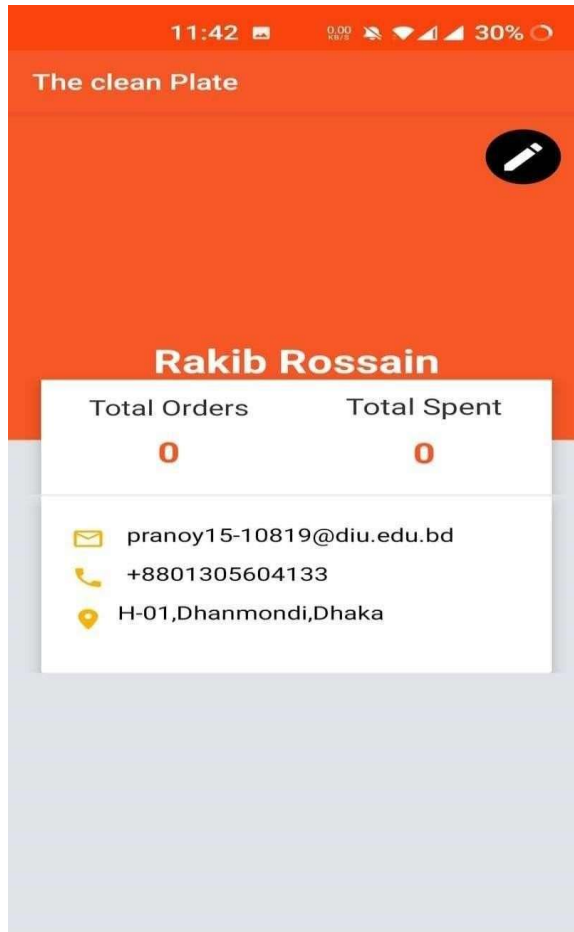 11:42 0.00 KB/S 30%
The clean Plate
Rakib Rossain
Total Orders Total Spent
0 0
pranoy15-10819@diu.edu.bd
+8801305604133
H-01,Dhanmondi,Dhaka